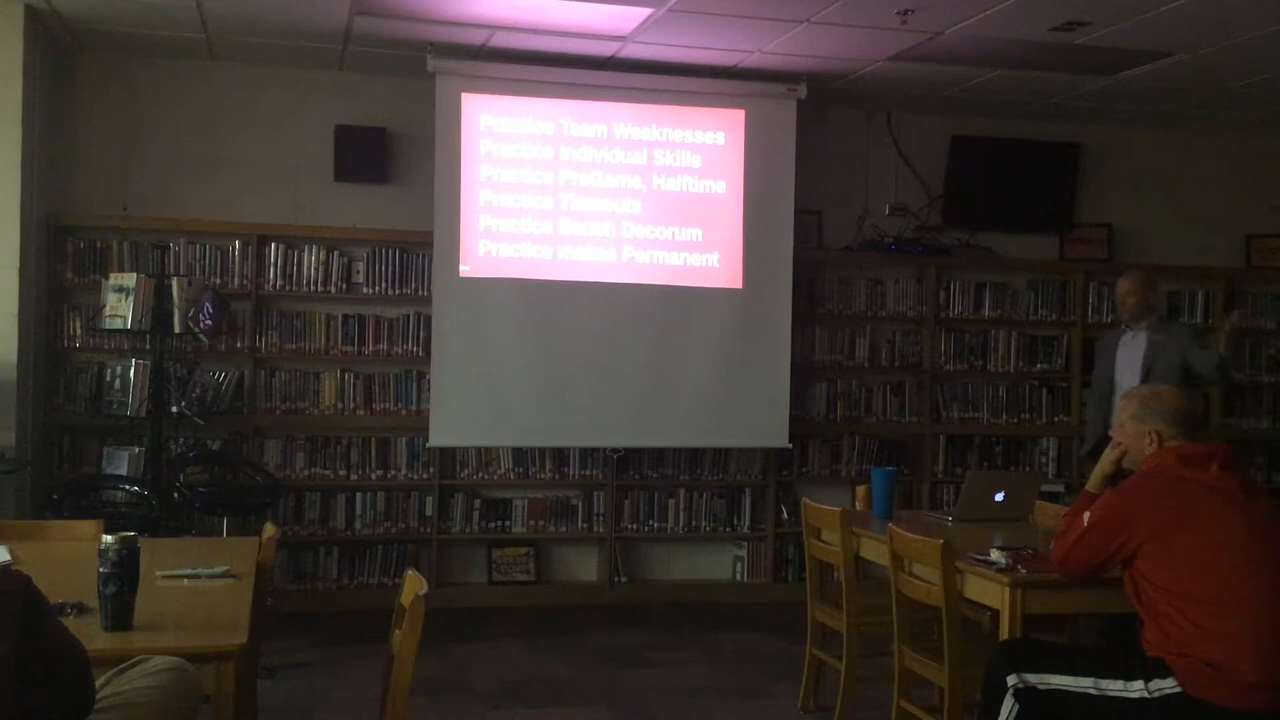 Practice Team Weaknesses
Practice Individual Skills
Practice PreGame, Halftime
Practice Timeouts
Practice Bench Decorum
Practice makes Permanent